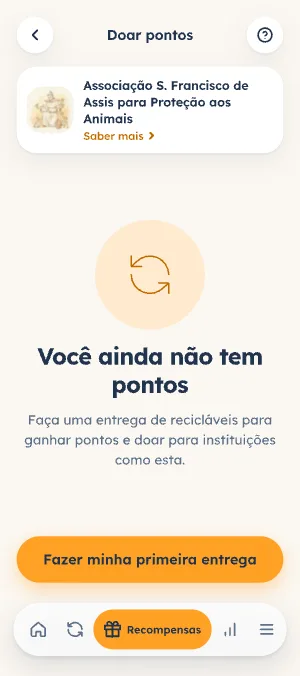 Doar pontos
Associação S. Francisco de
Assis para Proteção aos
Animais
Saber mais
Você ainda não tem
pontos
Faça uma entrega de recicláveis para
ganhar pontos e doar para instituições
como esta.
Fazer minha primeira entrega
Recompensas